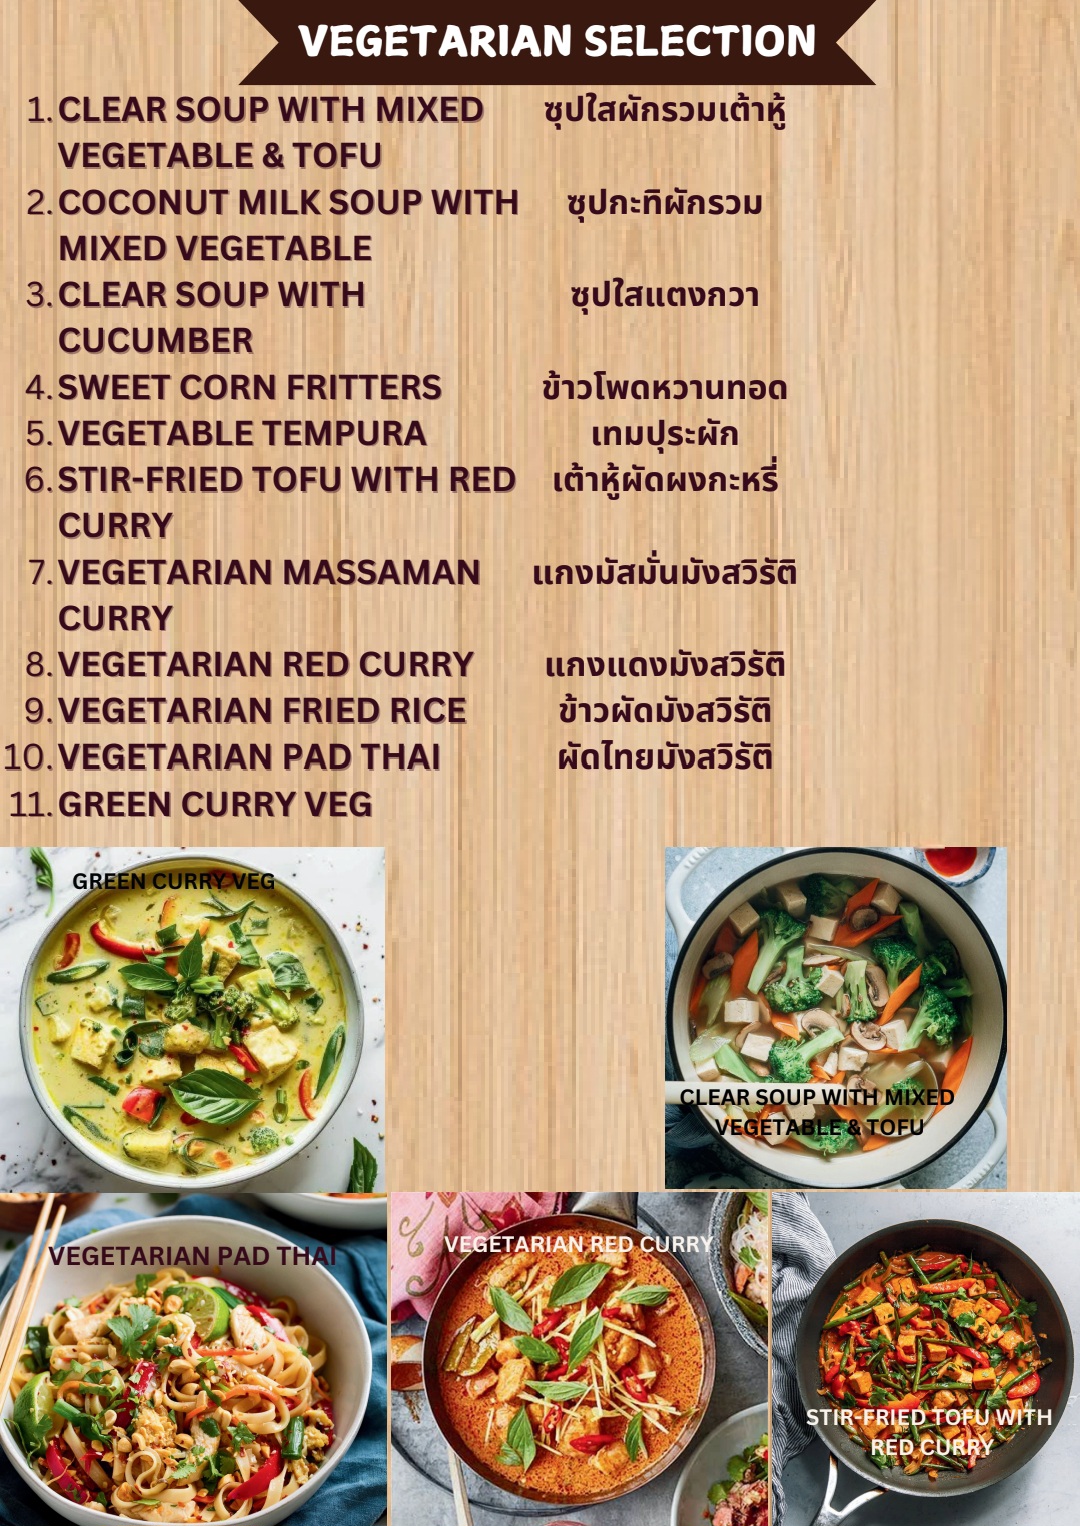 VEGETARIAN SELECTION
1. CLEAR SOUP WITH MIXED ซุปใสผักรวมเต้าหู้
VEGETABLE & TOFU
2. COCONUT MILK SOUP WITH ซุปกะทิผักรวม
MIXED VEGETABLE
3. CLEAR SOUP WITH ซุปใสแตงกวา
CUCUMBER
4. SWEET CORN FRITTERS ข้าวโพดหวานทอด
5. VEGETABLE TEMPURA เทมปุระผัก
6. STIR-FRIED TOFU WITH RED เต้าหู้ผัดผงกะหรี่
CURRY
7. VEGETARIAN MASSAMAN แกงมัสมั่นมังสวิรัติ
CURRY
8. VEGETARIAN RED CURRY แกงแดงมังสวิรัติ
9. VEGETARIAN FRIED RICE ข้าวผัดมังสวิรัติ
10. VEGETARIAN PAD THAI ผัดไทยมังสวิรัติ
11. GREEN CURRY VEG
GREEN CURRY VEG
CLEAR SOUP WITH MIXED
VEGETABLE & TOFU
VEGETARIAN PAD THAI
VEGETARIAN RED CURRY
STIR-FRIED TOFU WITH
RED CURRY